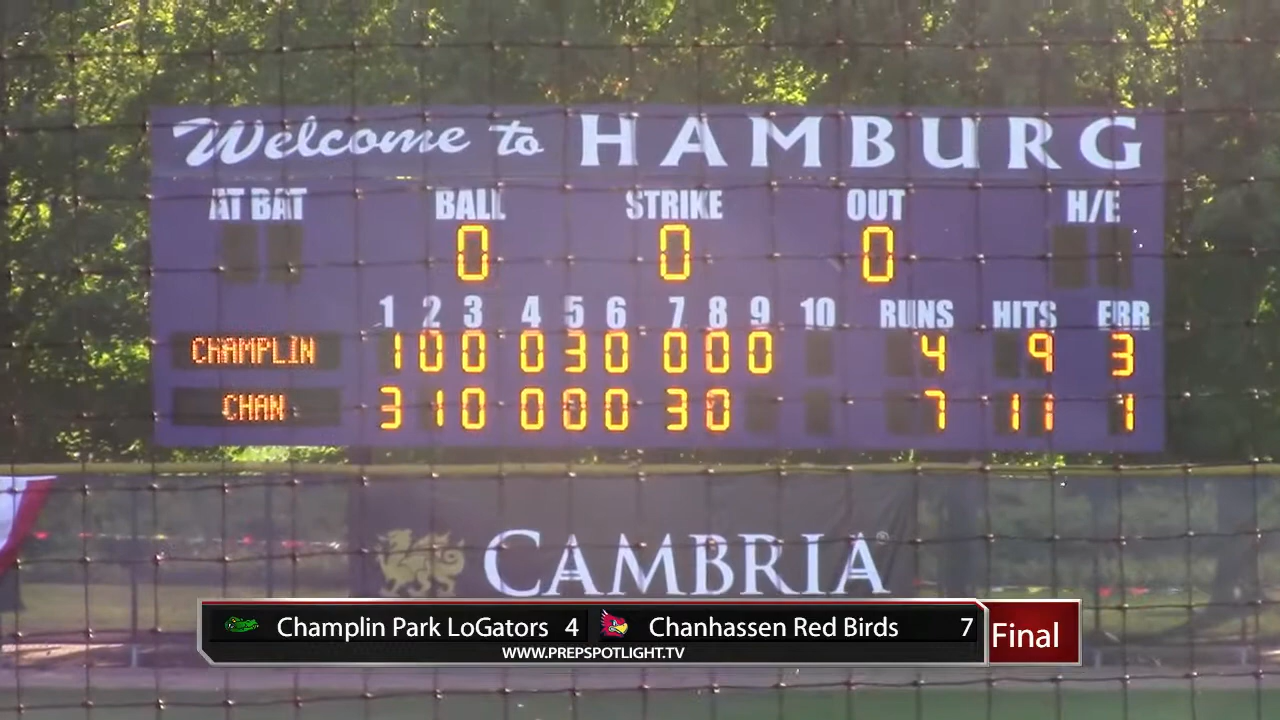 Welcome to HAMBURG
AT BAT BALL STRIKE OUT H/E
0 0 0
1 2 3 4 5 6 7 8 9 10 RUNS HITS ERR
CHAMPLIN 1 0 0 0 3 0 0 0 0 4 9 3
CHAN 3 1 0 0 0 0 3 0 7 11 1
CAMBRIA®
Champlin Park LoGators 4 Chanhassen Red Birds 7 Final
WWW.PREPSPOTLIGHT.TV